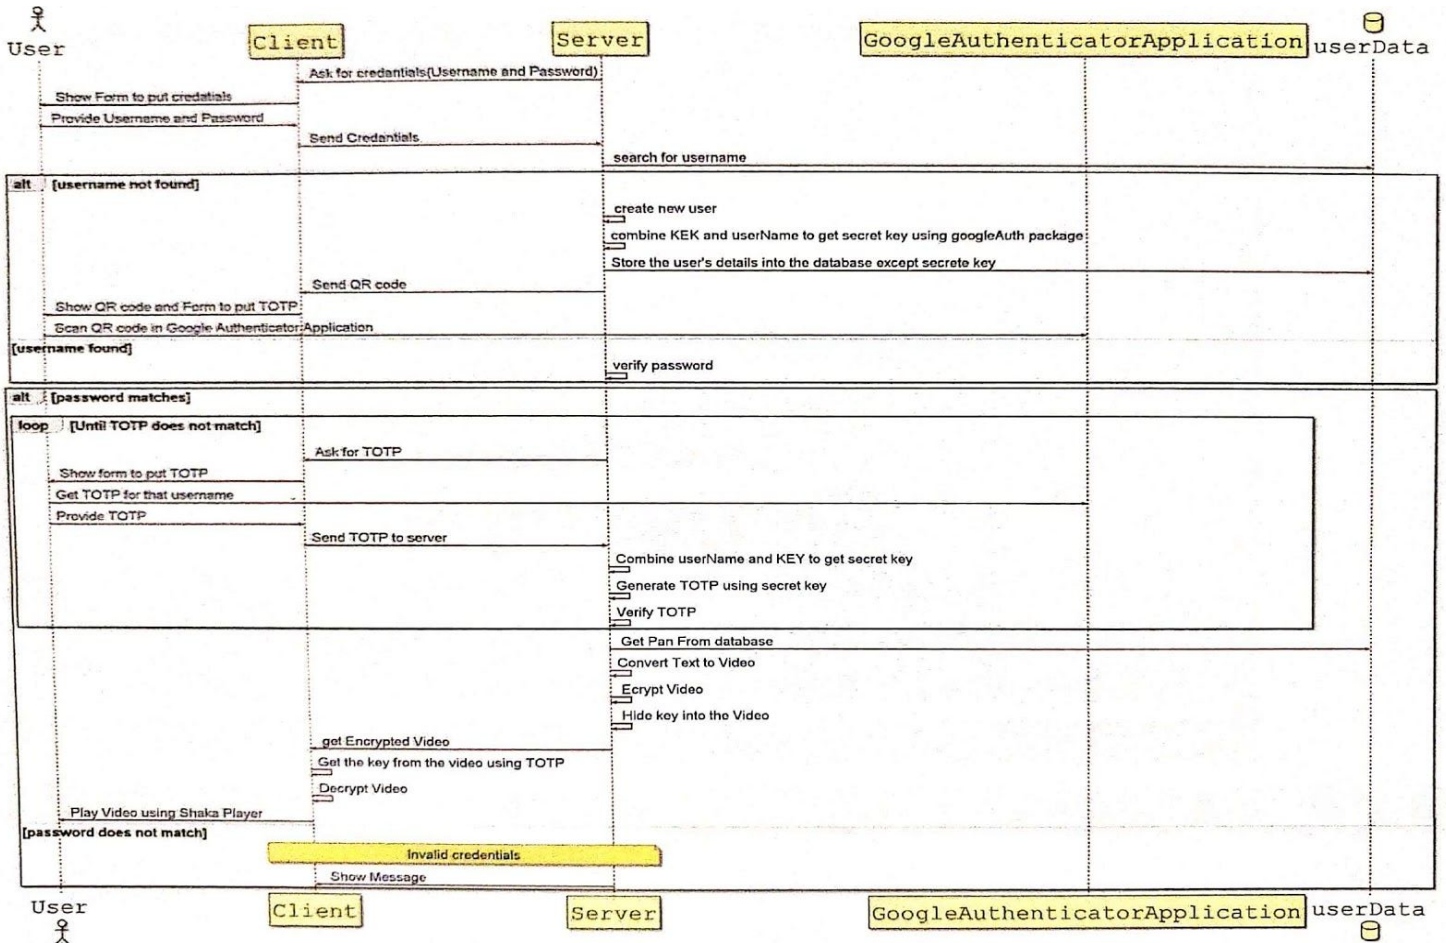 User Client Server GoogleAuthenticatorApplication userData
Ask for credantials(Username and Password)
Show Form to put credatials
Provide Username and Password
Send Credantials
search for username
alt [username not found]
create new user
combine KEK and userName to get secret key using googleAuth package
Store the user's details into the database except secrete key
Send QR code
Show QR code and Form to put TOTP
Scan QR code in Google Authenticator Application
[username found]
verify password
alt [password matches]
loop [Until TOTP does not match]
Ask for TOTP
Show form to put TOTP
Get TOTP for that username
Provide TOTP
Send TOTP to server
Combine userName and KEY to get secret key
Generate TOTP using secret key
Verify TOTP
Get Pan From database
Convert Text to Video
Ecrypt Video
Hide key into the Video
get Encrypted Video
Get the key from the video using TOTP
Decrypt Video
Play Video using Shaka Player
[password does not match]
Invalid credentials
Show Message
User Client Server GoogleAuthenticatorApplication userData